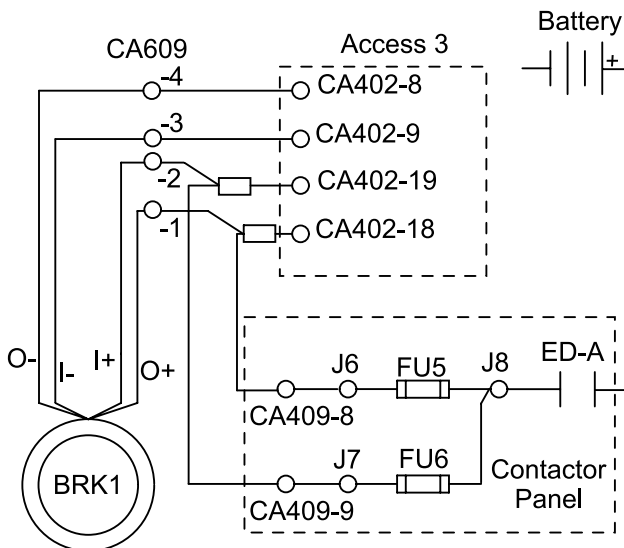 Battery
+
CA609
Access 3
-4
CA402-8
-3
CA402-9
-2
CA402-19
-1
CA402-18
O-
I-
I+
O+
J6
FU5
J8
ED-A
CA409-8
BRK1
J7
FU6
Contactor
Panel
CA409-9